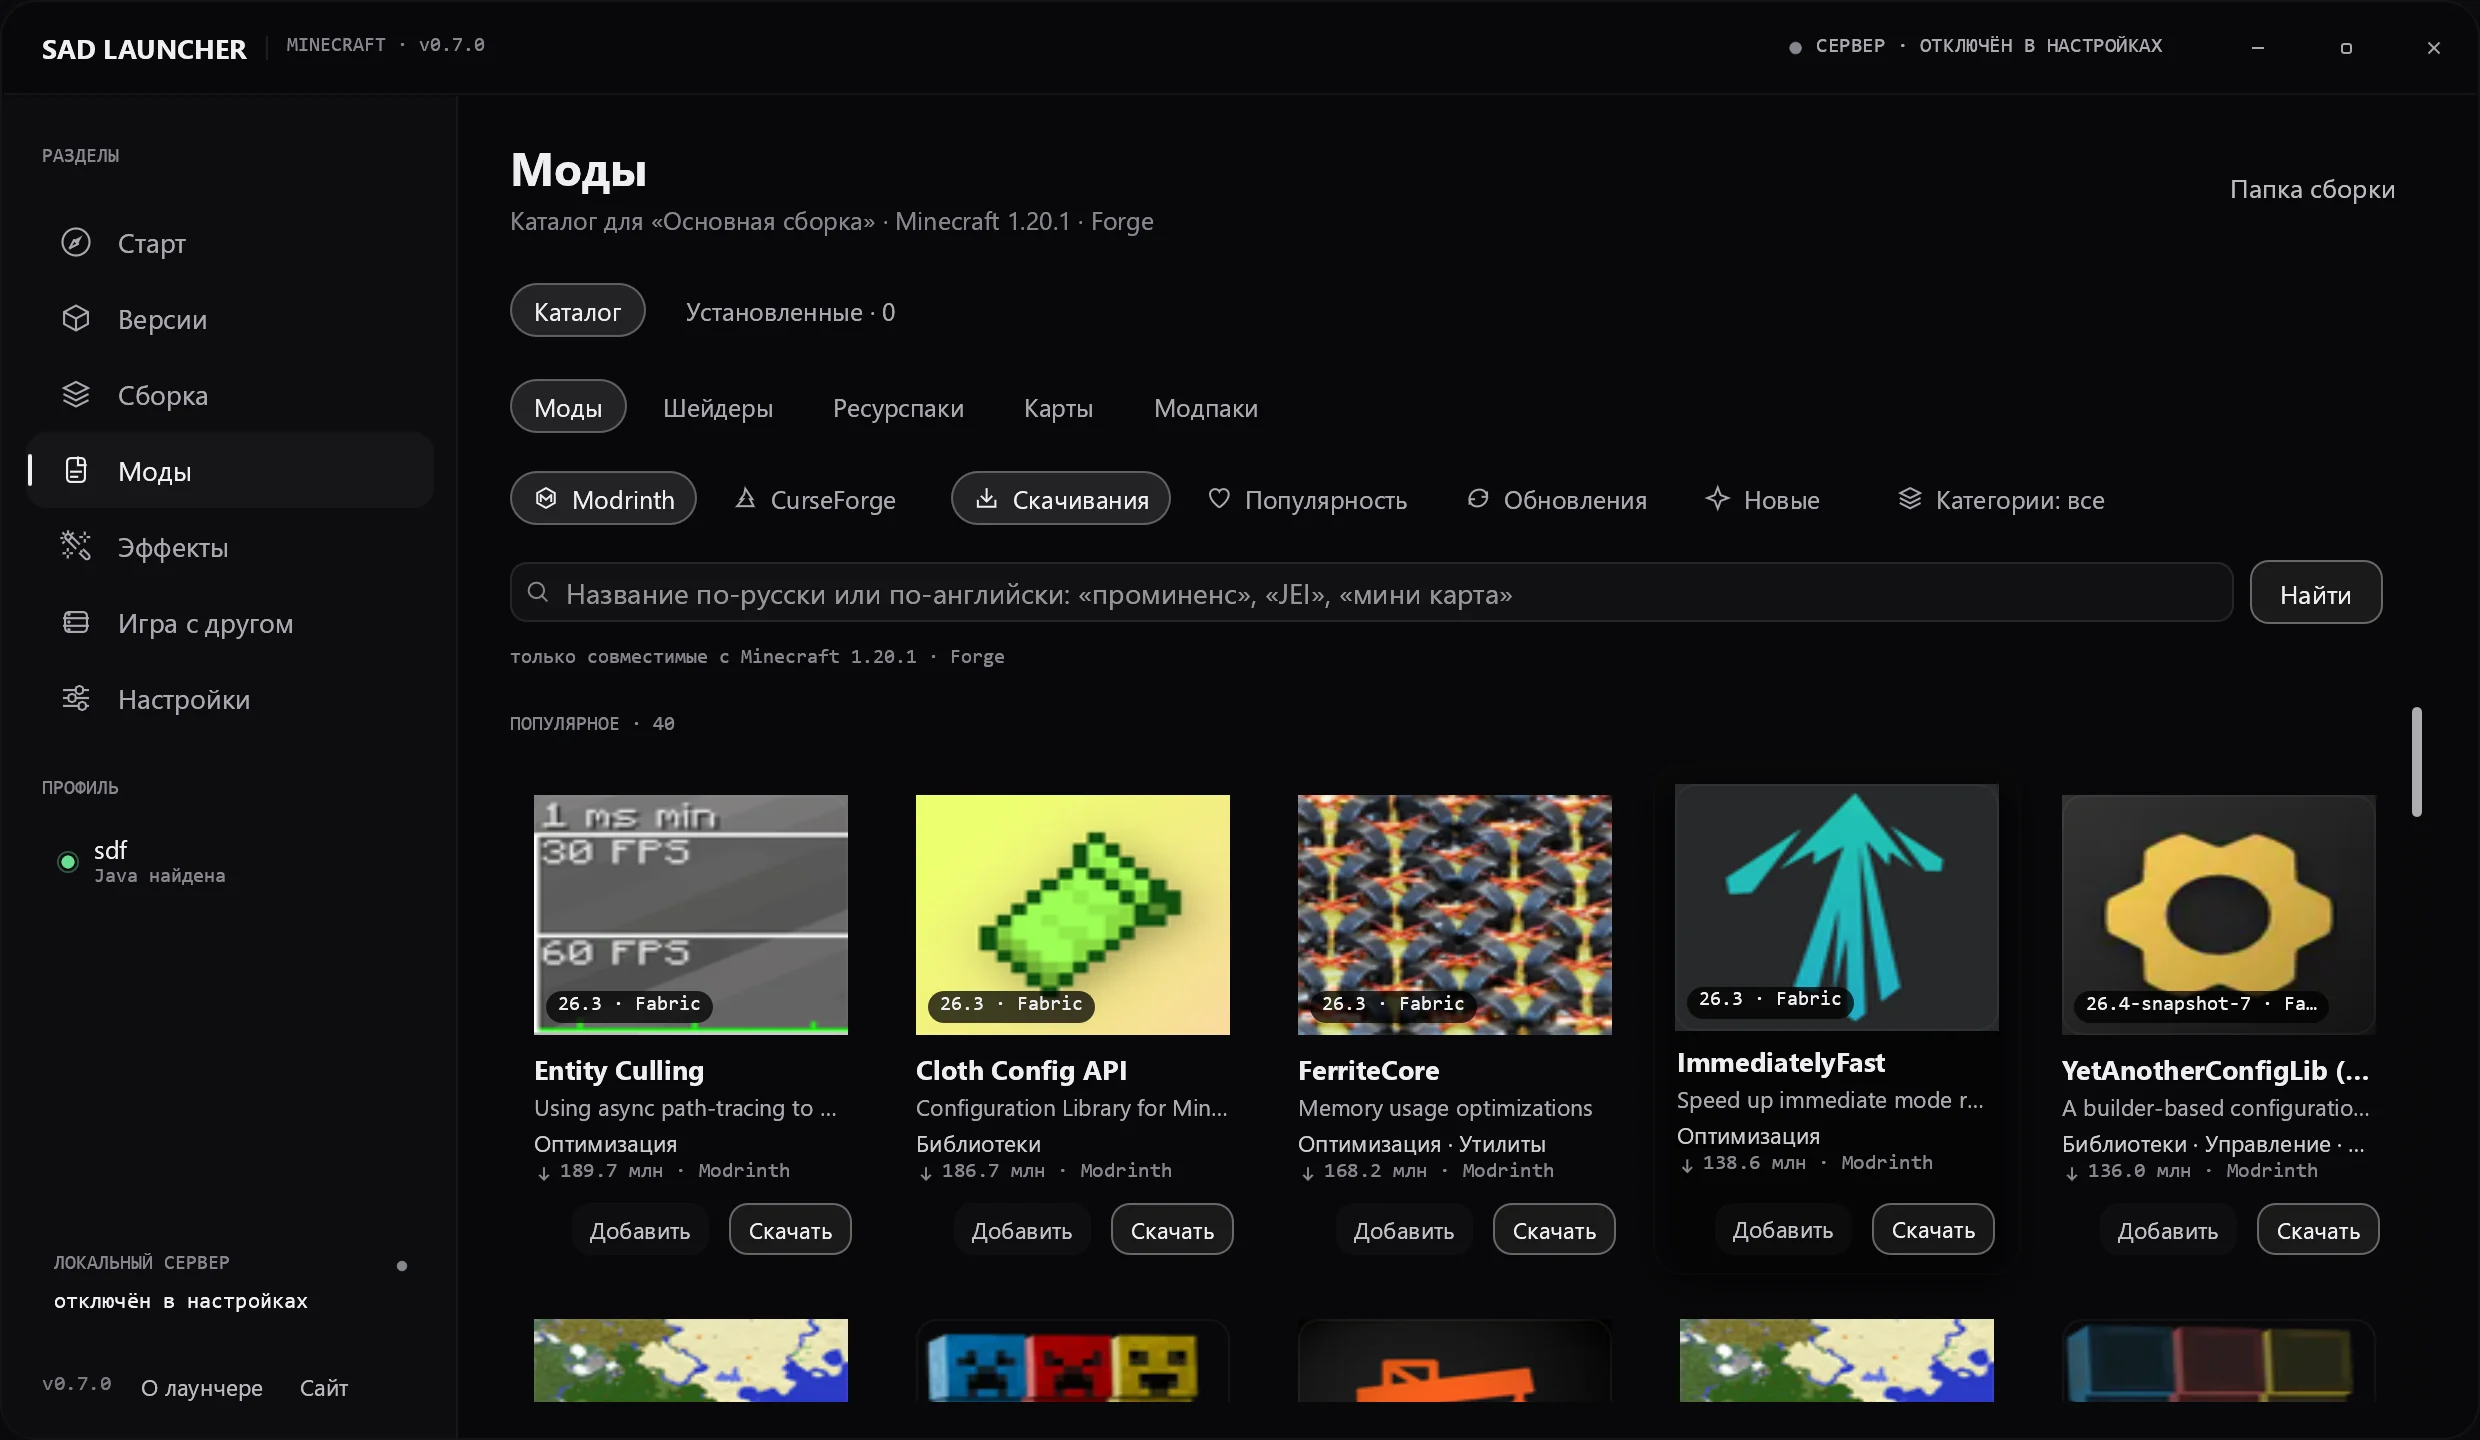 SAD LAUNCHER
MINECRAFT · v0.7.0
СЕРВЕР · ОТКЛЮЧЁН В НАСТРОЙКАХ
РАЗДЕЛЫ
Старт
Версии
Сборка
Моды
Эффекты
Игра с другом
Настройки
ПРОФИЛЬ
sdf
Java найдена
ЛОКАЛЬНЫЙ СЕРВЕР
отключён в настройках
v0.7.0 О лаунчере Сайт
Моды
Каталог для «Основная сборка» · Minecraft 1.20.1 · Forge
Папка сборки
Каталог Установленные · 0
Моды Шейдеры Ресурспаки Карты Модпаки
Modrinth CurseForge Скачивания Популярность Обновления Новые Категории: все
Название по-русски или по-английски: «проминенс», «JEI», «мини карта»
Найти
только совместимые с Minecraft 1.20.1 · Forge
ПОПУЛЯРНОЕ · 40
1 ms min
30 FPS
60 FPS
26.3 · Fabric
Entity Culling
Using async path-tracing to ...
Оптимизация
↓ 189.7 млн · Modrinth
Добавить Скачать
26.3 · Fabric
Cloth Config API
Configuration Library for Min...
Библиотеки
↓ 186.7 млн · Modrinth
Добавить Скачать
26.3 · Fabric
FerriteCore
Memory usage optimizations
Оптимизация · Утилиты
↓ 168.2 млн · Modrinth
Добавить Скачать
26.3 · Fabric
ImmediatelyFast
Speed up immediate mode r...
Оптимизация
↓ 138.6 млн · Modrinth
Добавить Скачать
26.4-snapshot-7 · Fa...
YetAnotherConfigLib (...
A builder-based configuratio...
Библиотеки · Управление · ...
↓ 136.0 млн · Modrinth
Добавить Скачать